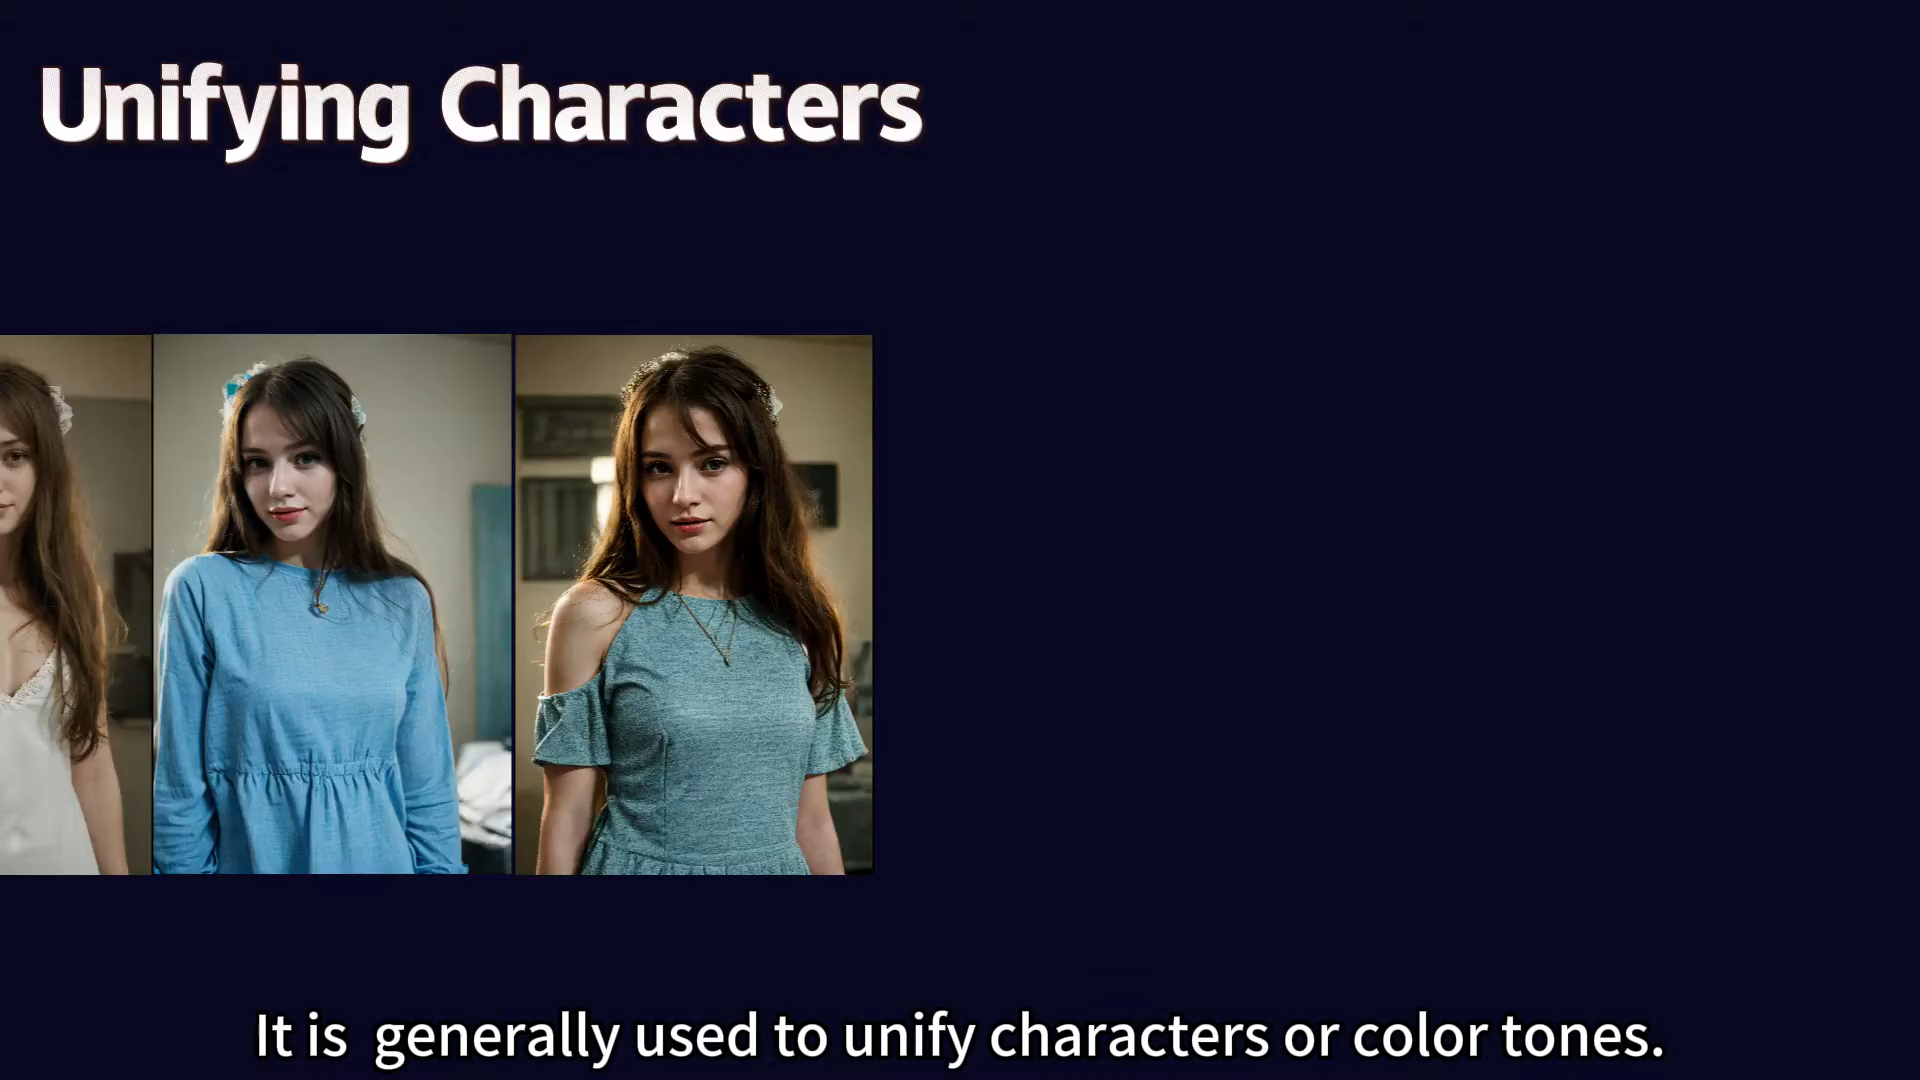 Unifying Characters
It is  generally used to unify characters or color tones.